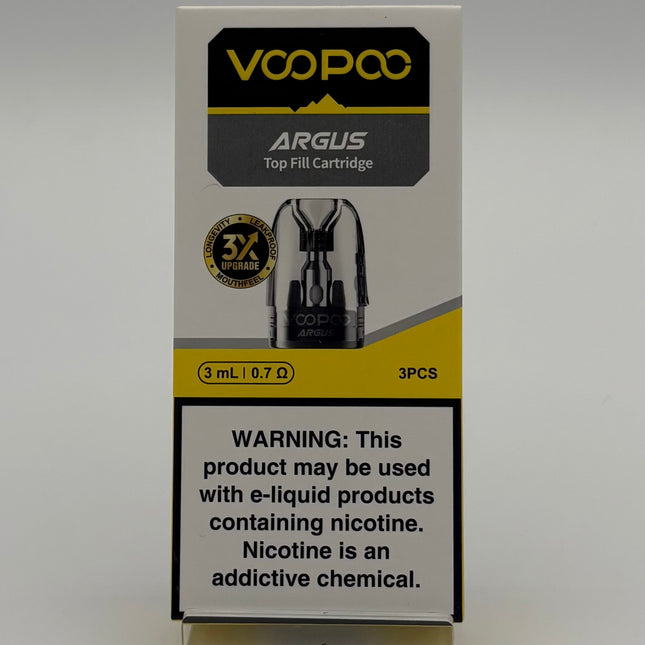 VOOPOO
ARGUS
Top Fill Cartridge
LONGEVITY • LEAKPROOF • MOUTHFEEL •
3X
UPGRADE
VOOPOO
ARGUS
3 mL | 0.7 Ω
3PCS
WARNING: This
product may be used
with e-liquid products
containing nicotine.
Nicotine is an
addictive chemical.